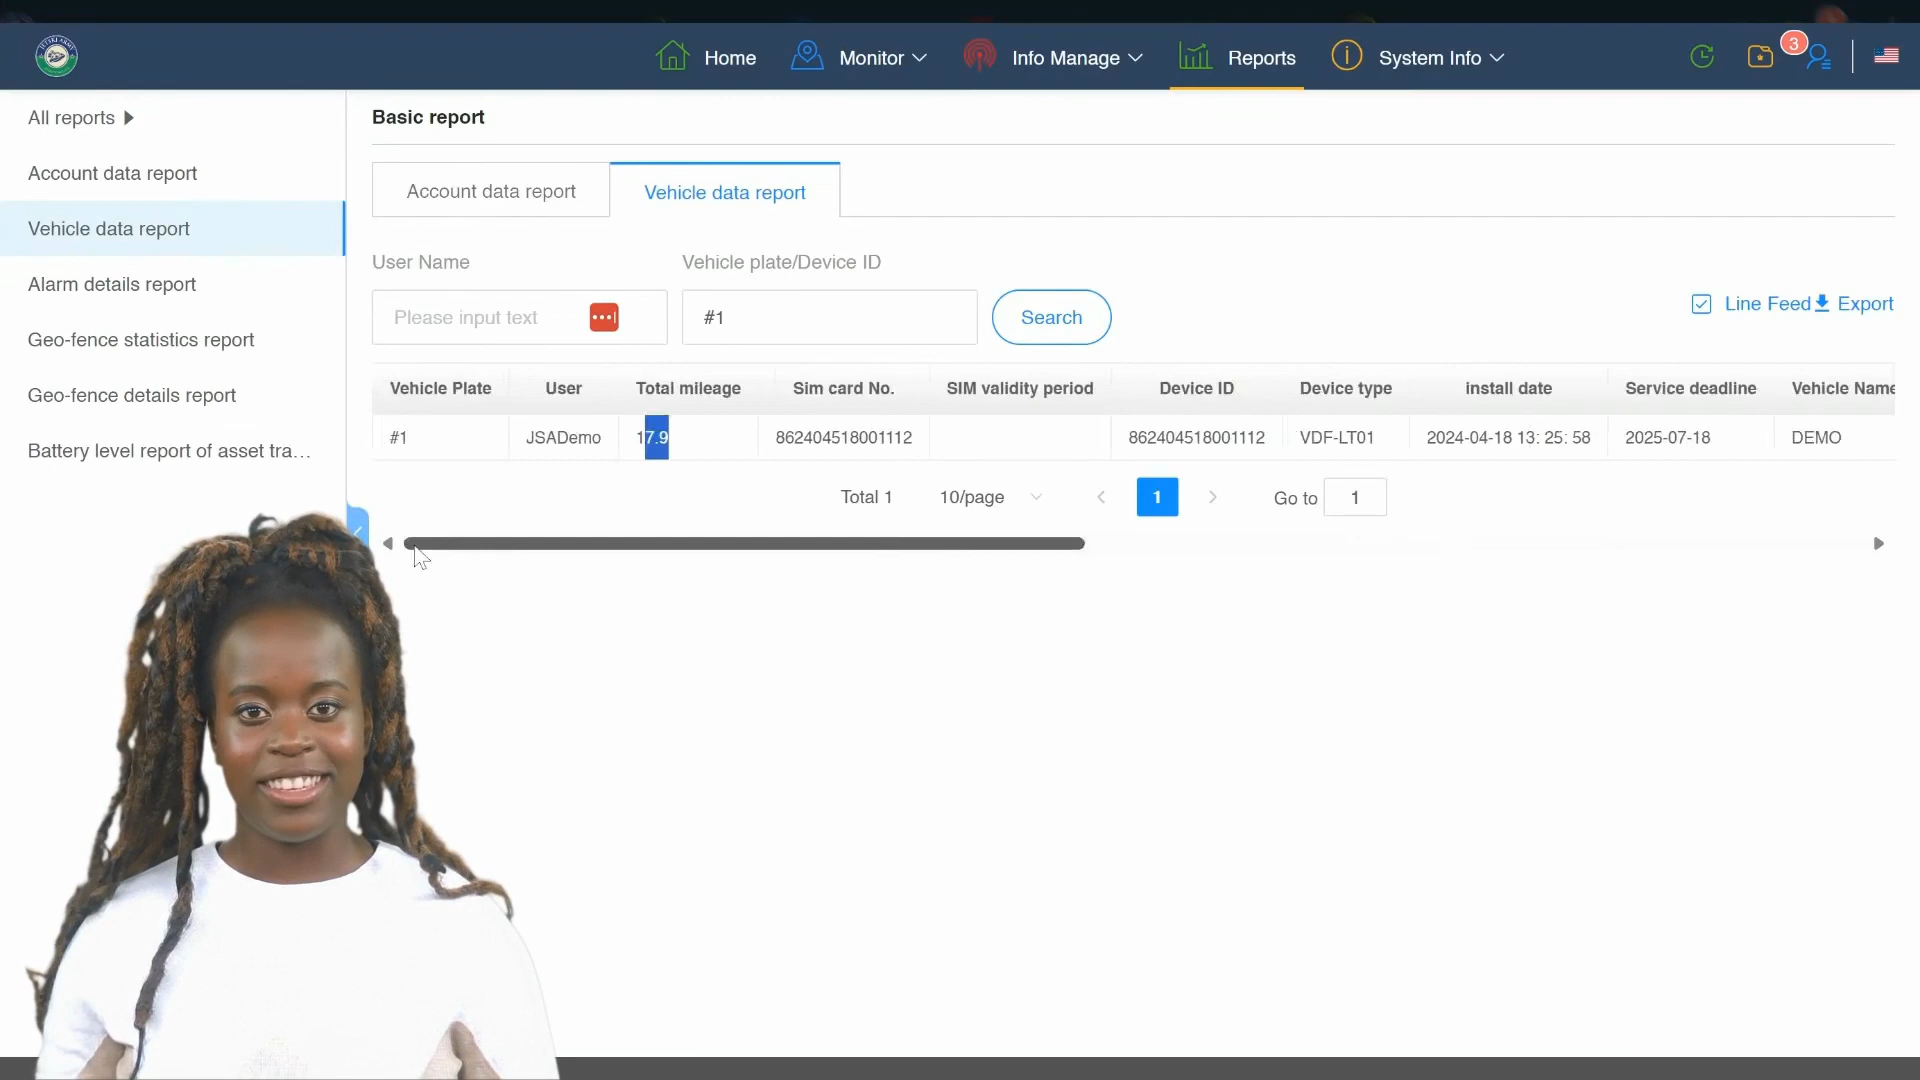 Home Monitor Info Manage Reports System Info 3
All reports
Account data report
Vehicle data report
Alarm details report
Geo-fence statistics report
Geo-fence details report
Battery level report of asset tra...
Basic report
Account data report Vehicle data report
User Name Vehicle plate/Device ID
Please input text #1 Search Line Feed Export
Vehicle Plate User Total mileage Sim card No. SIM validity period Device ID Device type install date Service deadline Vehicle Name
#1 JSADemo 17.9 862404518001112 862404518001112 VDF-LT01 2024-04-18 13: 25: 58 2025-07-18 DEMO
Total 1 10/page 1 Go to 1